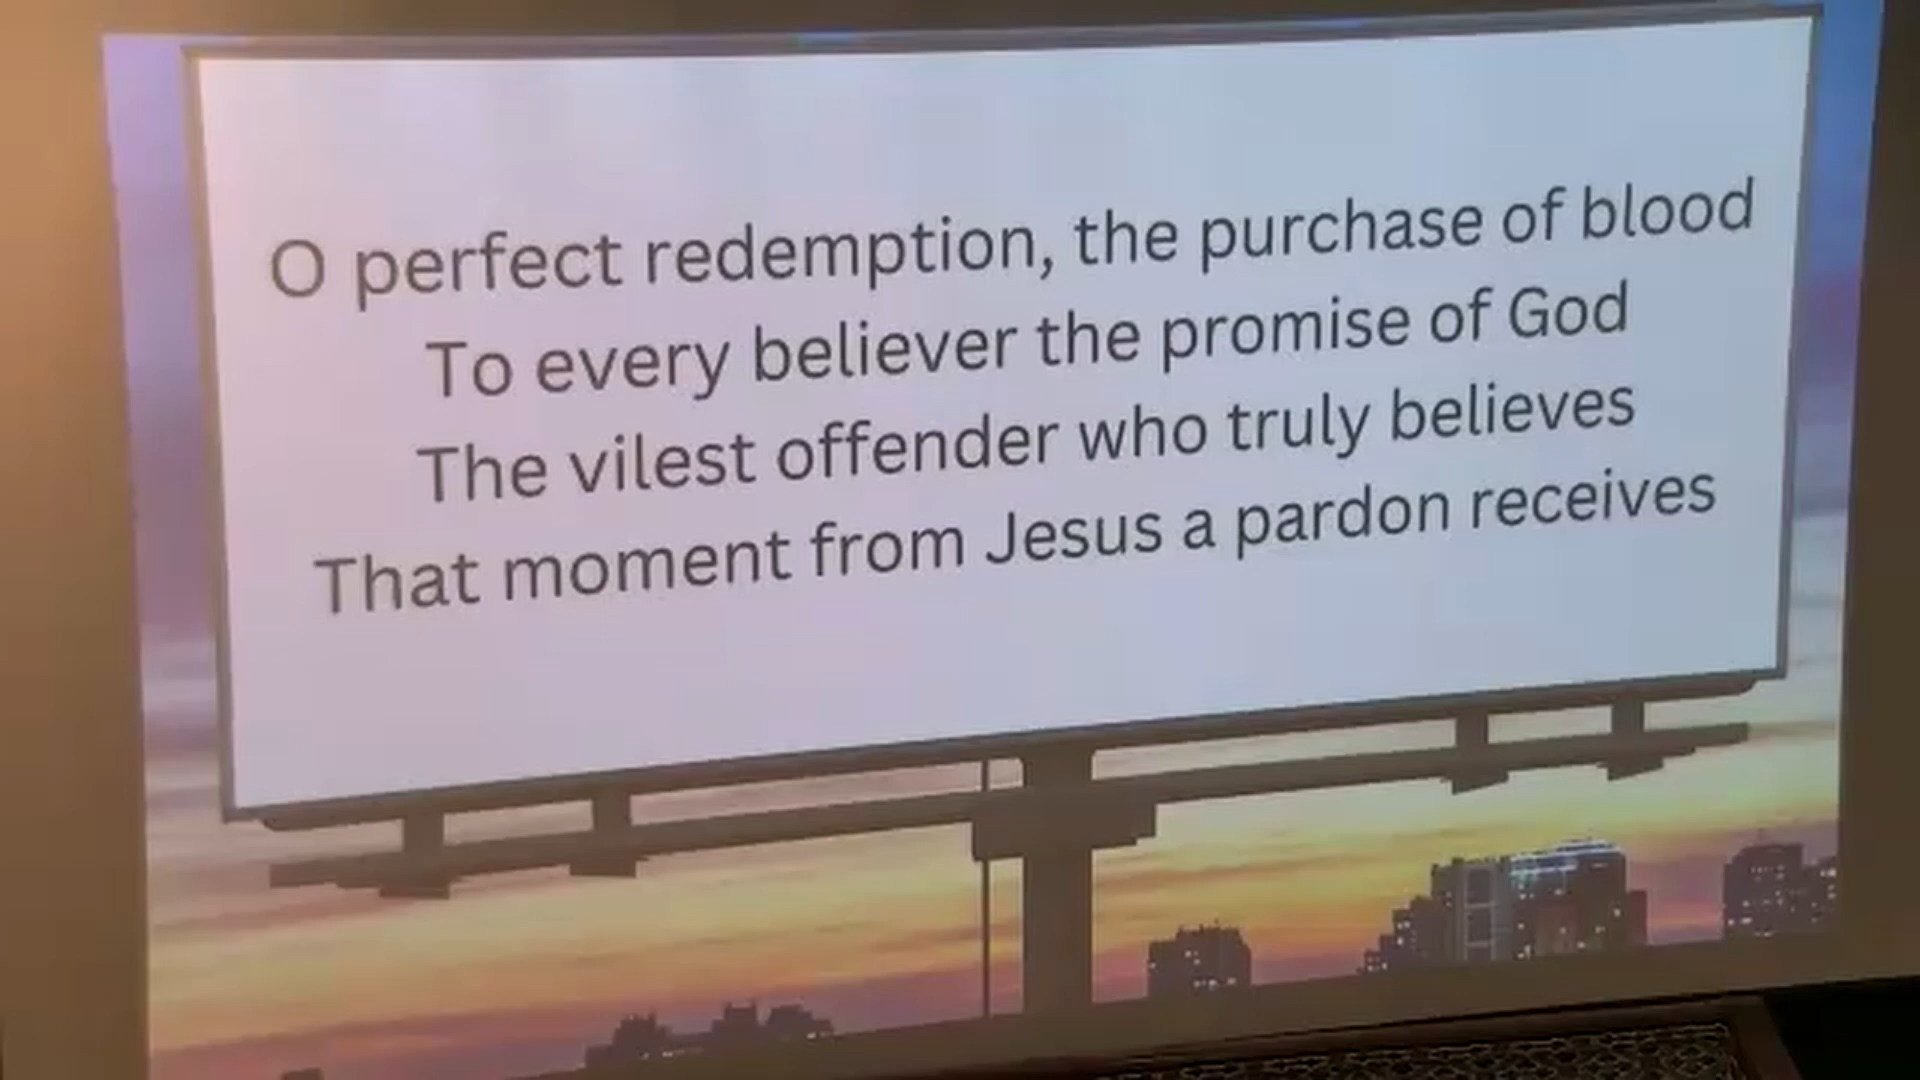 O perfect redemption, the purchase of blood
To every believer the promise of God
The vilest offender who truly believes
That moment from Jesus a pardon receives